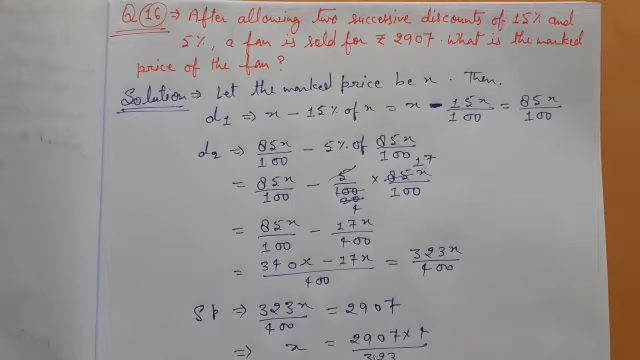 Q (16) ⇒ After allowing two successive discounts of 15% and
5%, a fan is sold for ₹ 2907. What is the marked
price of the fan?
Solution ⇒ Let the marked price be x. Then,
d1 ⇒ x - 15% of x = x - 15x/100 = 85x/100
d2 ⇒ 85x/100 - 5% of 85x/100
= 85x/100 - 5/100 20 4 × 85x/100 17
= 85x/100 - 17x/400
= 340x - 17x/400 = 323x/400
SP ⇒ 323x/400 = 2907
⇒ x = 2907 × 4/323